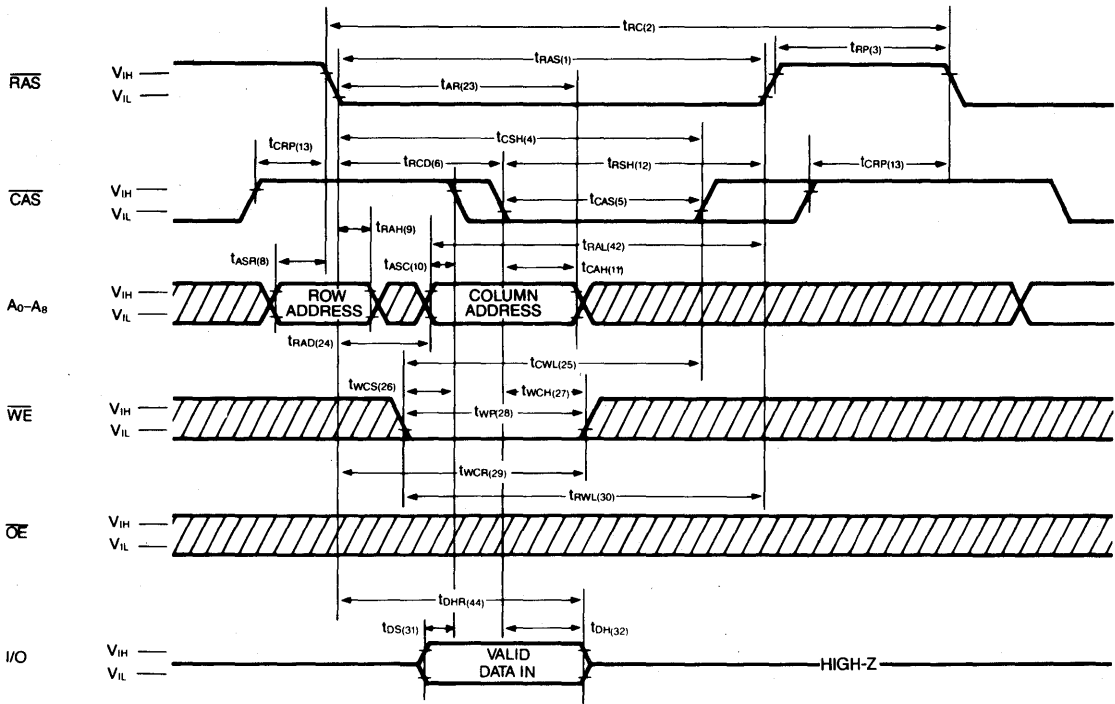 tRC(2)
tRAS(1)
tRP(3)
RAS
VIH
VIL
tAR(23)
tCSH(4)
tCRP(13)
tRCD(6)
tRSH(12)
tCRP(13)
CAS
VIH
VIL
tCAS(5)
tRAH(9)
tRAL(42)
tASR(8)
tASC(10)
tCAH(11)
A0–A8
VIH
VIL
ROW
ADDRESS
COLUMN
ADDRESS
tRAD(24)
tCWL(25)
tWCS(26)
tWCH(27)
WE
VIH
VIL
tWP(28)
tWCR(29)
tRWL(30)
OE
VIH
VIL
tDHR(44)
tDS(31)
tDH(32)
I/O
VIH
VIL
VALID
DATA IN
HIGH-Z